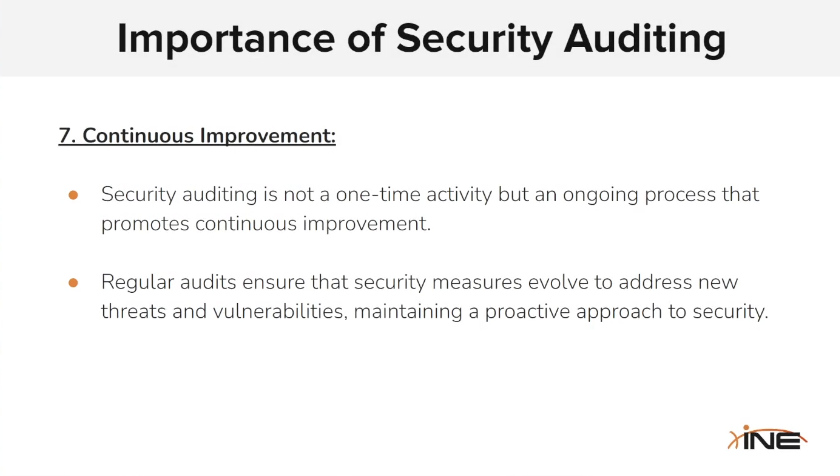 Importance of Security Auditing
7. Continuous Improvement:
Security auditing is not a one-time activity but an ongoing process that
promotes continuous improvement.
Regular audits ensure that security measures evolve to address new
threats and vulnerabilities, maintaining a proactive approach to security.
INE